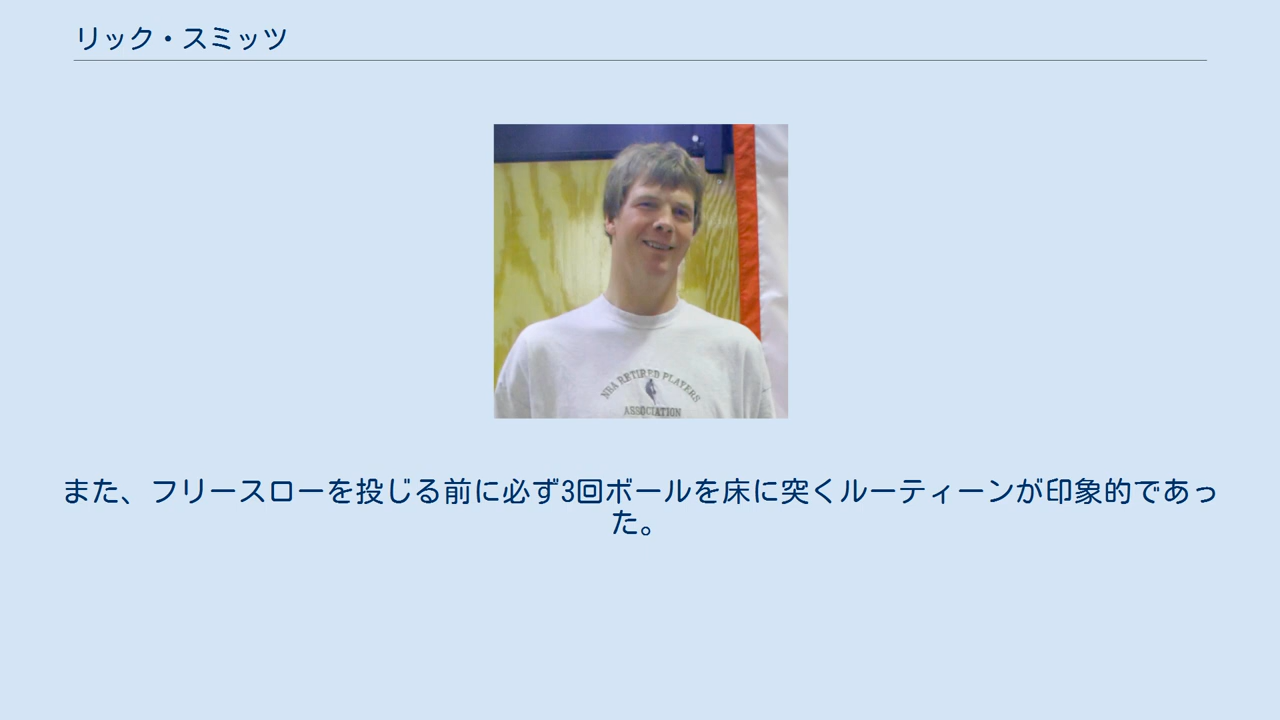 リック・スミッツ
NBA RETIRED PLAYERS
ASSOCIATION
また、フリースローを投じる前に必ず3回ボールを床に突くルーティーンが印象的であっ
た。